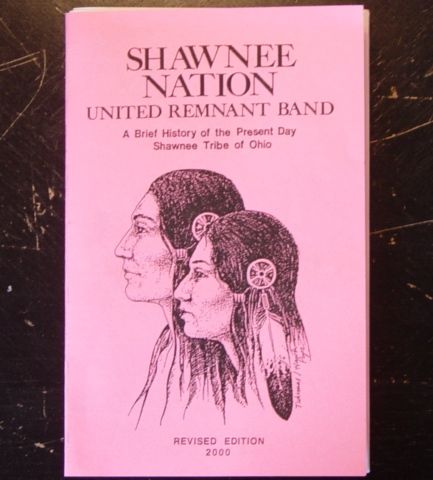 SHAWNEE
NATION
UNITED REMNANT BAND
A Brief History of the Present Day
Shawnee Tribe of Ohio
REVISED EDITION
2000